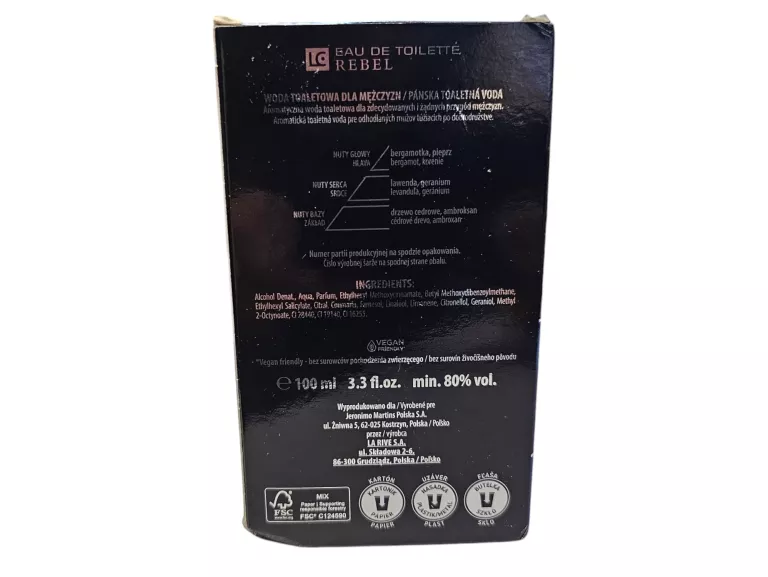 LC EAU DE TOILETTE
REBEL
WODA TOALETOWA DLA MĘŻCZYZN / PÁNSKA TOALETNÁ VODA
Aromatyczna woda toaletowa dla zdecydowanych i żądnych przygód mężczyzn.
Aromatická toaletná voda pre odhodlaných mužov túžiacich po dobrodružstve.
NUTY GŁOWY bergamotka, pieprz
HLAVA bergamot, korenie
NUTY SERCA lawenda, geranium
SRDCE levanduľa, geránium
NUTY BAZY drzewo cedrowe, ambroksan
ZÁKLAD cédrové drevo, ambroxan
Numer partii produkcyjnej na spodzie opakowania.
Číslo výrobnej šarže na spodnej strane obalu.
INGREDIENTS:
Alcohol Denat., Aqua, Parfum, Ethylhexyl Methoxycinnamate, Butyl Methoxydibenzoylmethane,
Ethylhexyl Salicylate, Citral, Coumarin, Farnesol, Linalool, Limonene, Citronellol, Geraniol, Methyl
2-Octynoate, CI 28440, CI 19140, CI 16255.
VEGAN
FRIENDLY*
*Vegan friendly - bez surowców pochodzenia zwierzęcego / bez surovín živočíšneho pôvodu
℮ 100 ml 3.3 fl.oz. min. 80% vol.
Wyprodukowano dla / Vyrobené pre
Jeronimo Martins Polska S.A.
ul. Żniwna 5, 62-025 Kostrzyn, Polska / Poľsko
przez / výrobca
LA RIVE S.A.
ul. Składowa 2-6,
86-300 Grudziądz, Polska / Poľsko
FSC
MIX
Paper | Supporting
responsible forestry
FSC® C124590
KARTÓN
KARTONIK
PAPIER
PAPIER
UZÁVER
NASADKA
PLASTIK/METAL
PLAST
FĽAŠA
BUTELKA
SZKŁO
SKLO